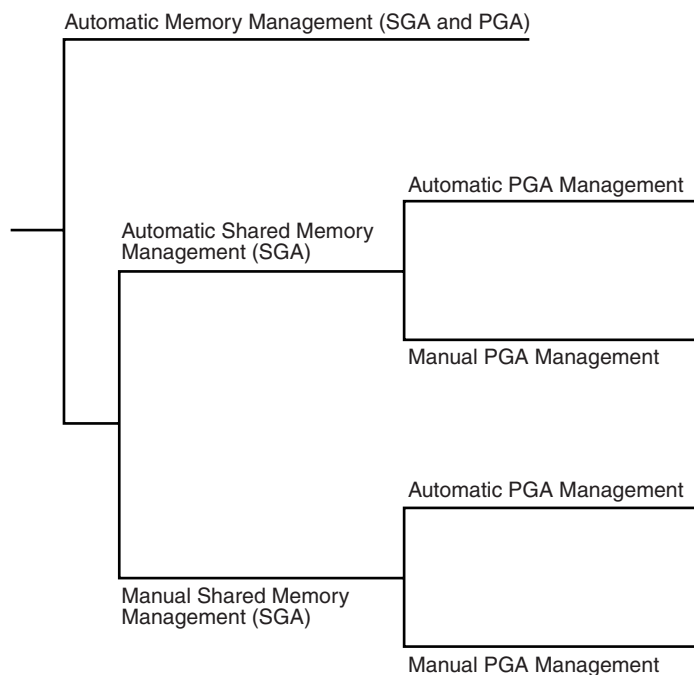 Automatic Memory Management (SGA and PGA)
Automatic PGA Management
Automatic Shared Memory
Management (SGA)
Manual PGA Management
Automatic PGA Management
Manual Shared Memory
Management (SGA)
Manual PGA Management